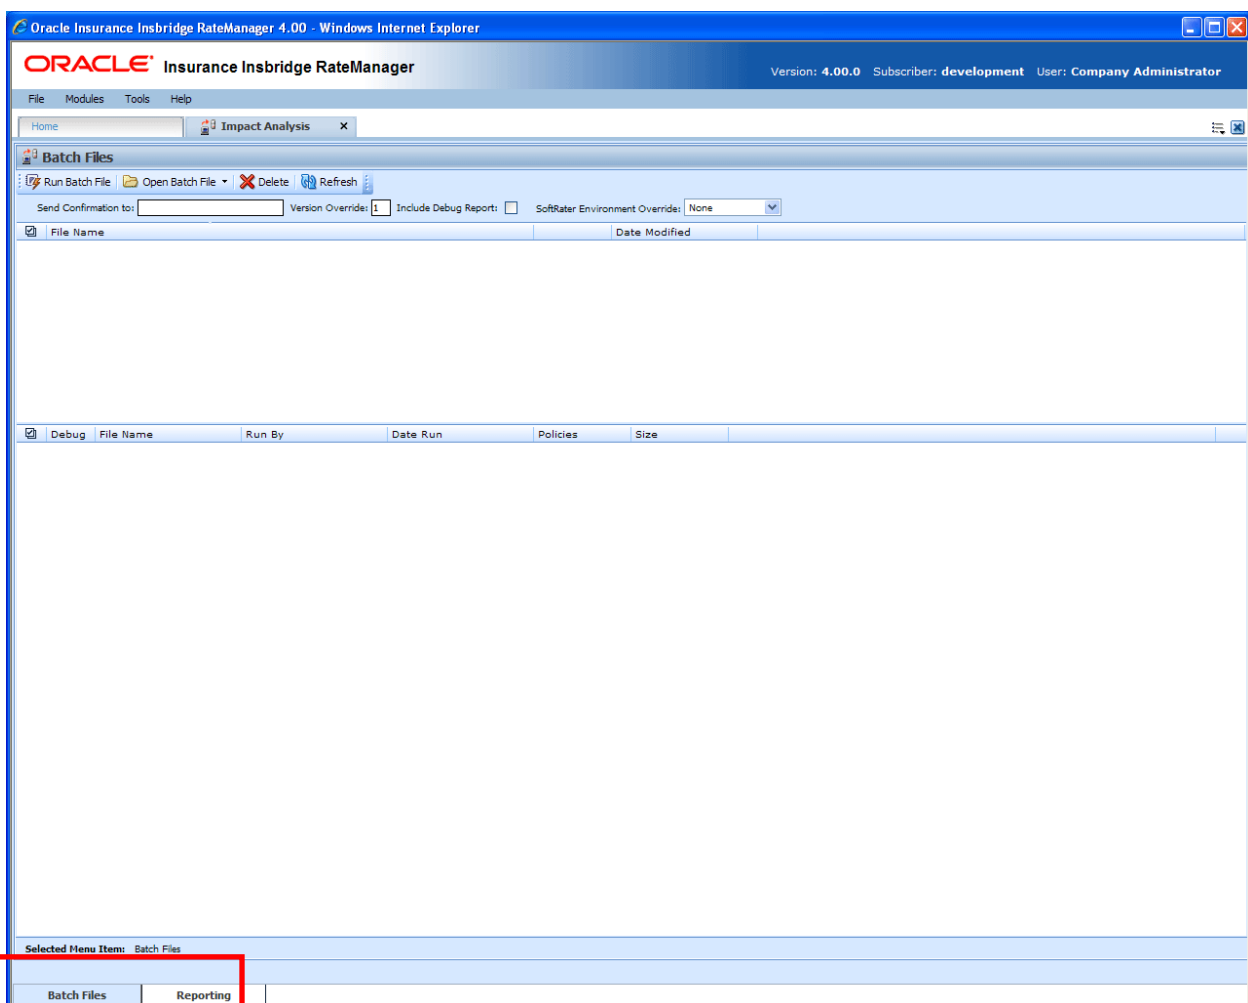 Oracle Insurance Insbridge RateManager 4.00 - Windows Internet Explorer
ORACLE Insurance Insbridge RateManager
Version: 4.00.0 Subscriber: development User: Company Administrator
File Modules Tools Help
Home Impact Analysis x
Batch Files
Run Batch File Open Batch File Delete Refresh
Send Confirmation to: Version Override: 1 Include Debug Report: SoftRater Environment Override: None
File Name Date Modified
Debug File Name Run By Date Run Policies Size
Selected Menu Item: Batch Files
Batch Files Reporting